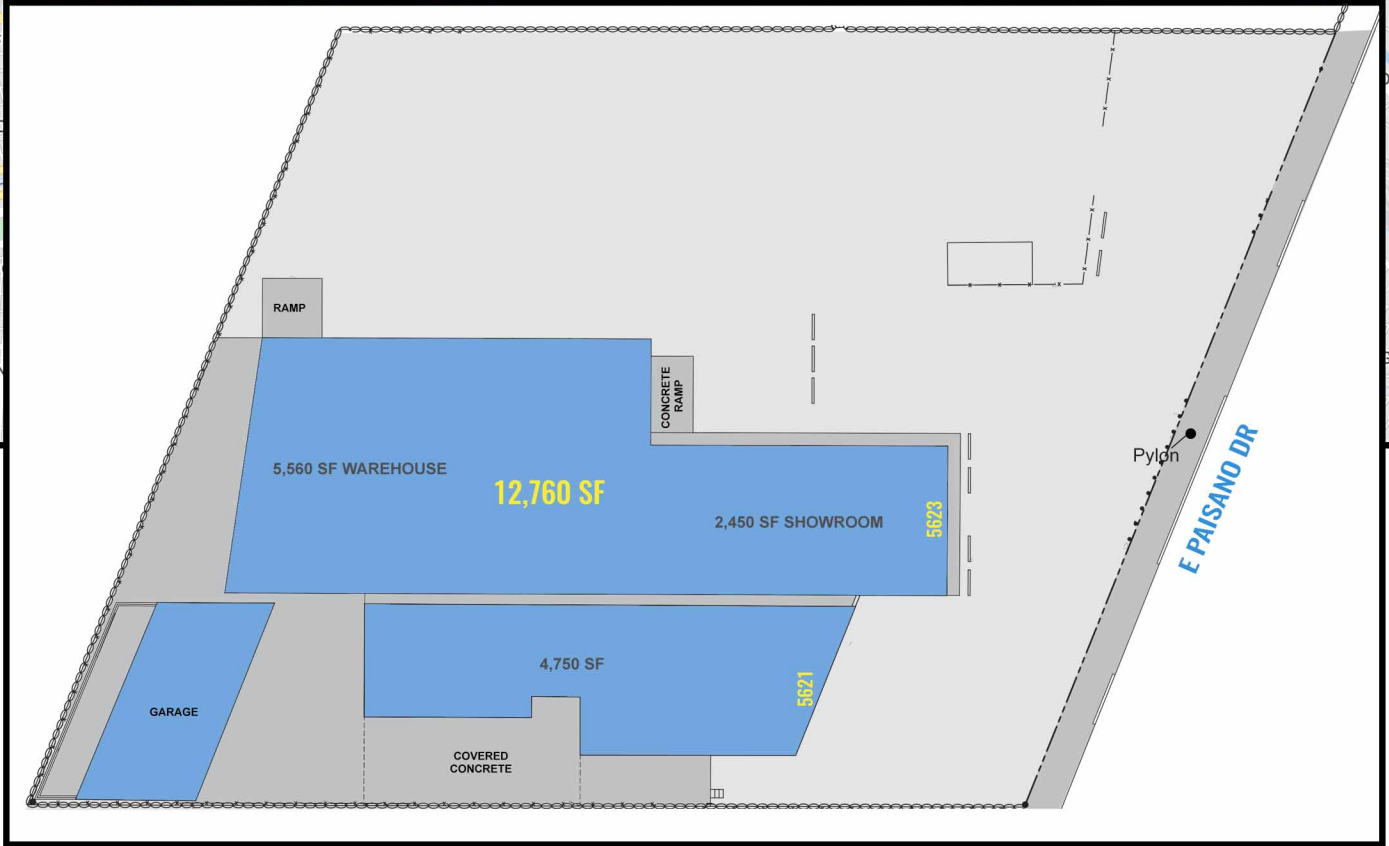 RAMP
CONCRETE
RAMP
5,560 SF WAREHOUSE
12,760 SF
2,450 SF SHOWROOM
5623
Pylon
E PAISANO DR
4,750 SF
5621
GARAGE
COVERED
CONCRETE